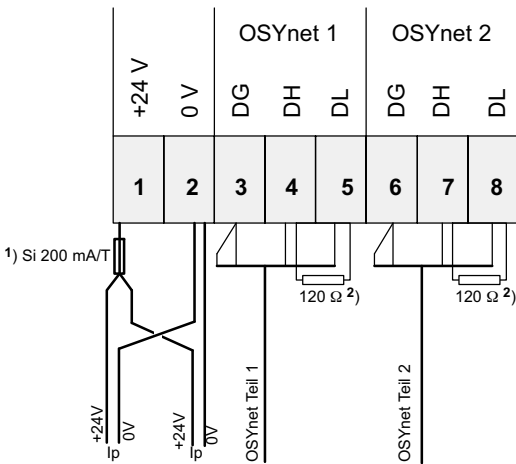 OSYnet 1 OSYnet 2
+24 V 0 V DG DH DL DG DH DL
1 2 3 4 5 6 7 8
1) Si 200 mA/T
120 Ω 2) 120 Ω 2)
+24V 0V +24V 0V
Ip Ip
OSYnet Teil 1
OSYnet Teil 2